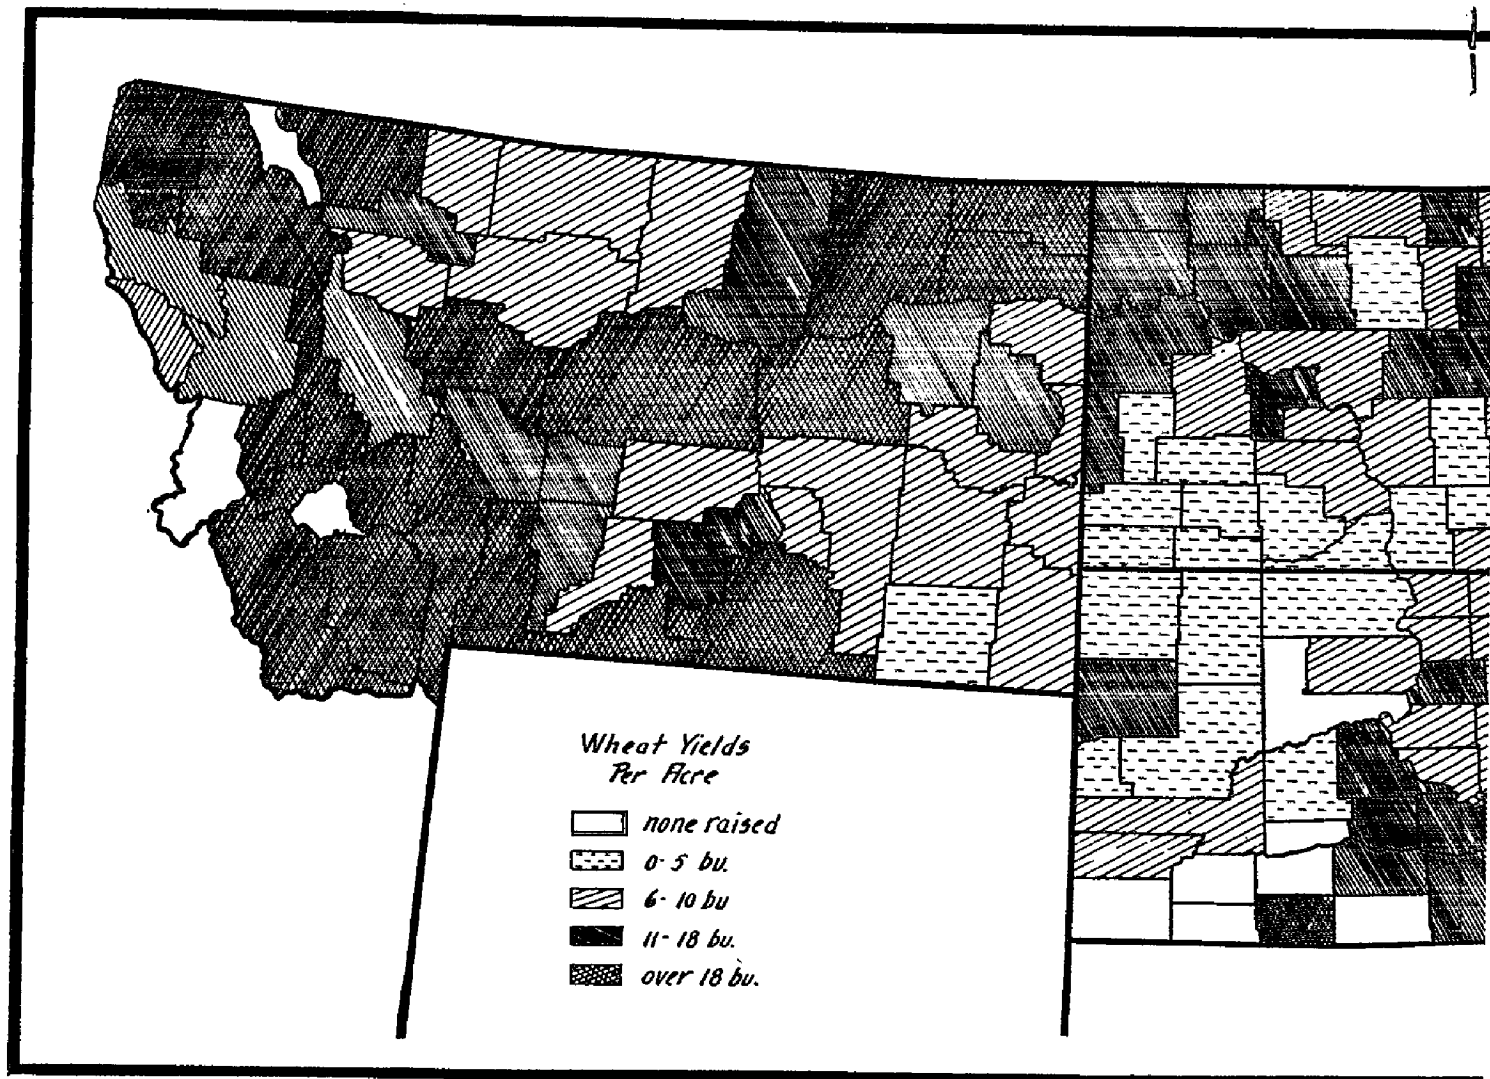 Wheat Yields
Per Acre
none raised
0-5 bu.
6-10 bu
11-18 bu.
over 18 bu.